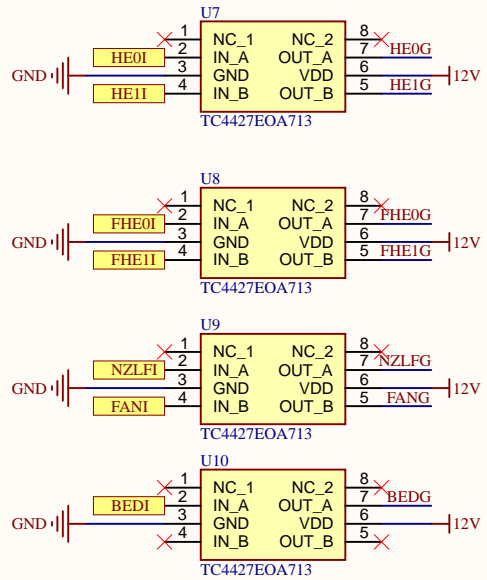 U7
1 NC_1 NC_2 8
HE0I 2 IN_A OUT_A 7 HE0G
GND 3 GND VDD 6 12V
HE1I 4 IN_B OUT_B 5 HE1G
TC4427EOA713
U8
1 NC_1 NC_2 8
FHE0I 2 IN_A OUT_A 7 FHE0G
GND 3 GND VDD 6 12V
FHE1I 4 IN_B OUT_B 5 FHE1G
TC4427EOA713
U9
1 NC_1 NC_2 8
NZLFI 2 IN_A OUT_A 7 NZLFG
GND 3 GND VDD 6 12V
FANI 4 IN_B OUT_B 5 FANG
TC4427EOA713
U10
1 NC_1 NC_2 8
BEDI 2 IN_A OUT_A 7 BEDG
GND 3 GND VDD 6 12V
4 IN_B OUT_B 5
TC4427EOA713